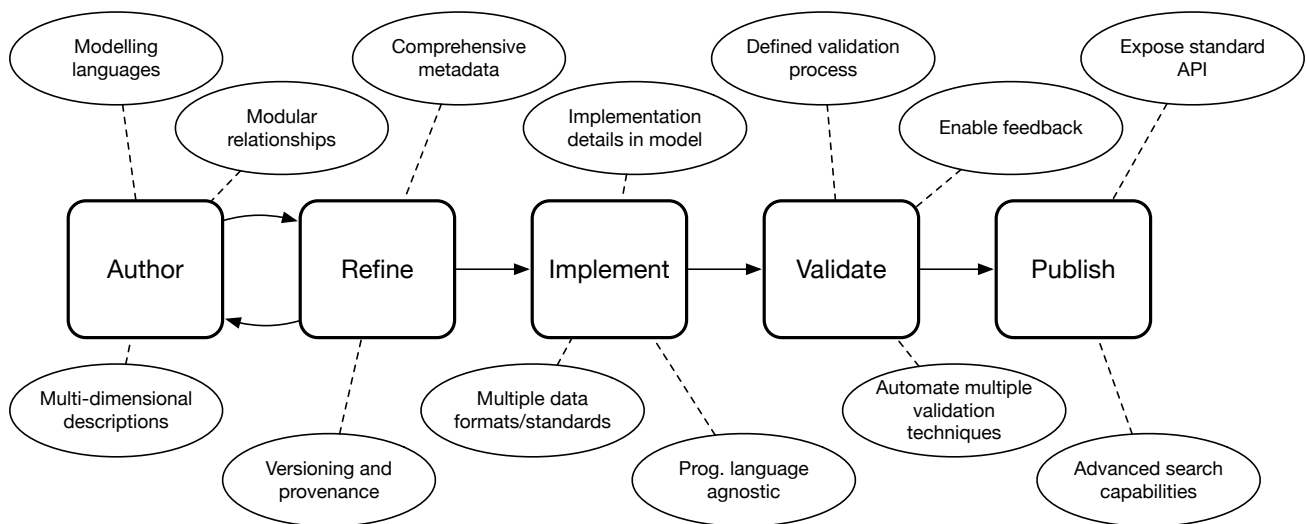 Modelling
languages
Comprehensive
metadata
Defined validation
process
Expose standard
API
Modular
relationships
Implementation
details in model
Enable feedback
Author
Refine
Implement
Validate
Publish
Multi-dimensional
descriptions
Multiple data
formats/standards
Automate multiple
validation
techniques
Versioning and
provenance
Prog. language
agnostic
Advanced search
capabilities